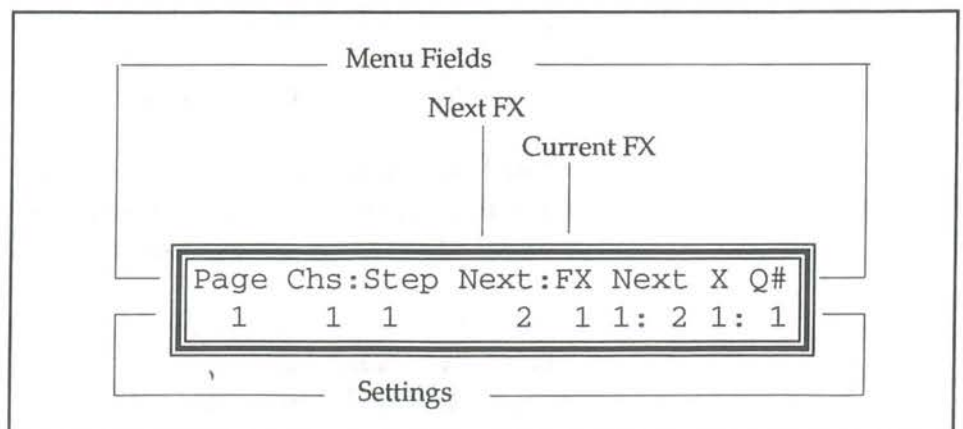 Menu Fields
Next FX
Current FX
Page Chs:Step Next:FX Next X Q#
1 1 1 2 1 1: 2 1: 1
Settings